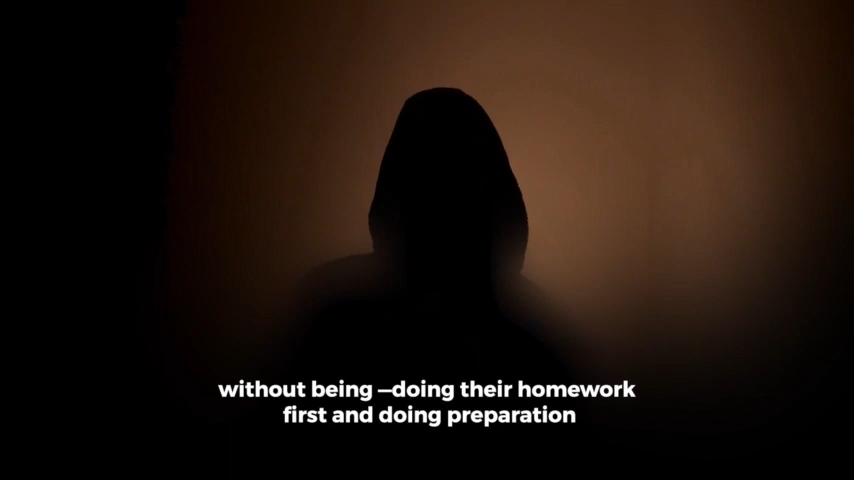 without being —doing their homework
first and doing preparation